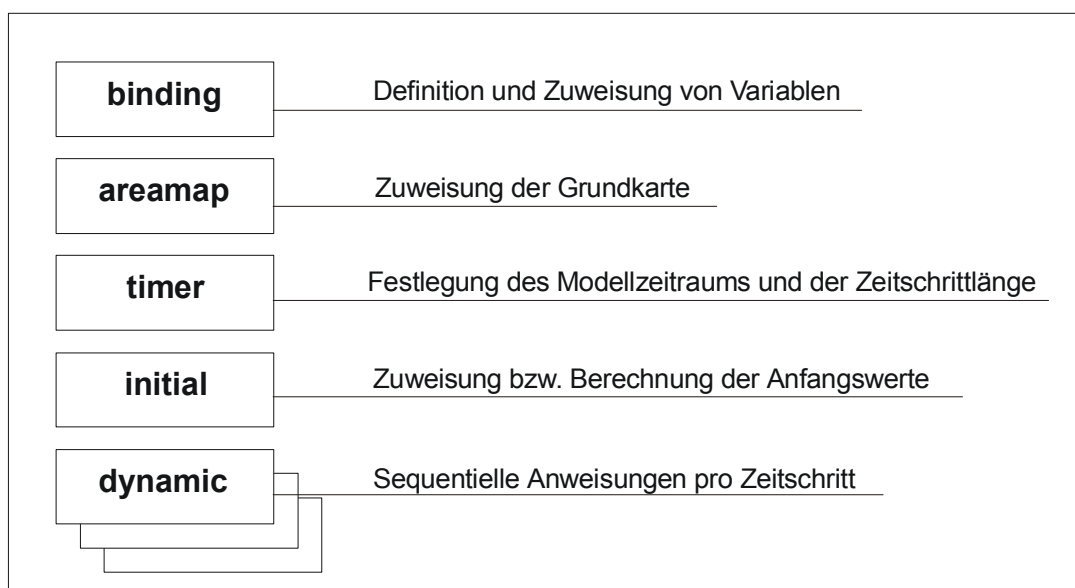 binding
Definition und Zuweisung von Variablen
areamap
Zuweisung der Grundkarte
timer
Festlegung des Modellzeitraums und der Zeitschrittlänge
initial
Zuweisung bzw. Berechnung der Anfangswerte
dynamic
Sequentielle Anweisungen pro Zeitschritt